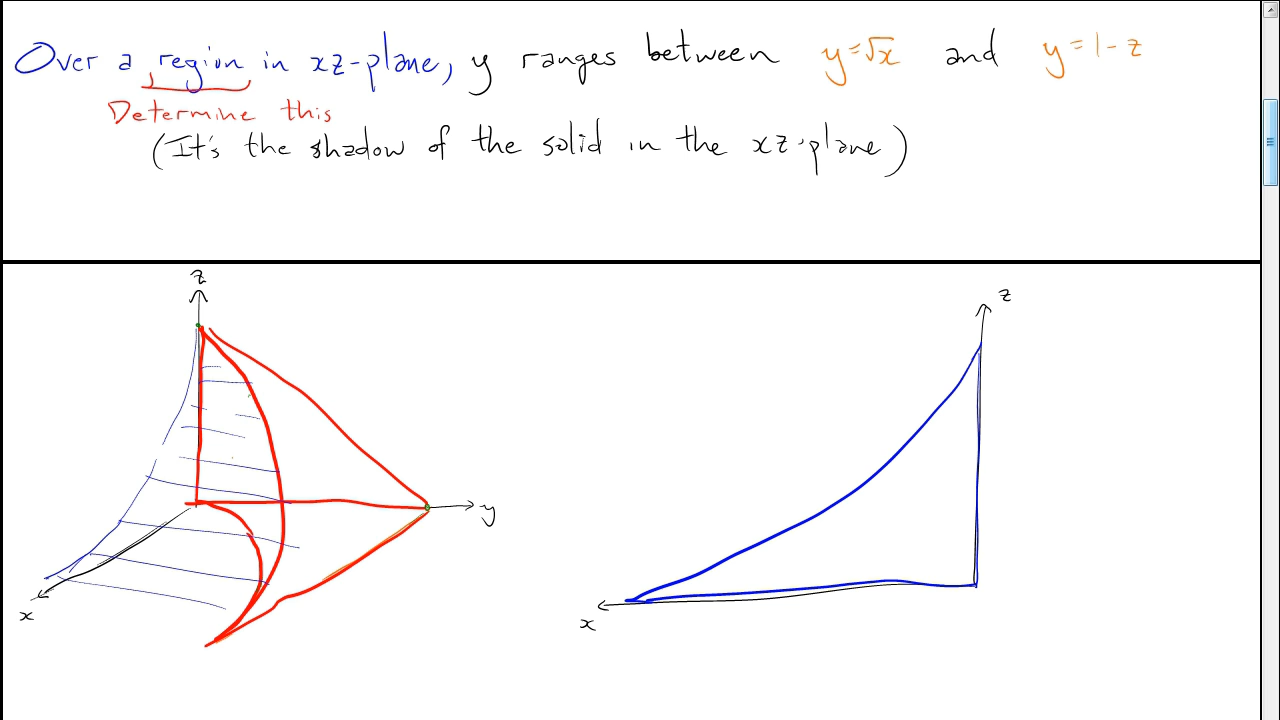 Over a region in xz-plane, y ranges between y=√x and y=1-z
Determine this
(It's the shadow of the solid in the xz-plane)
z
y
x
z
x